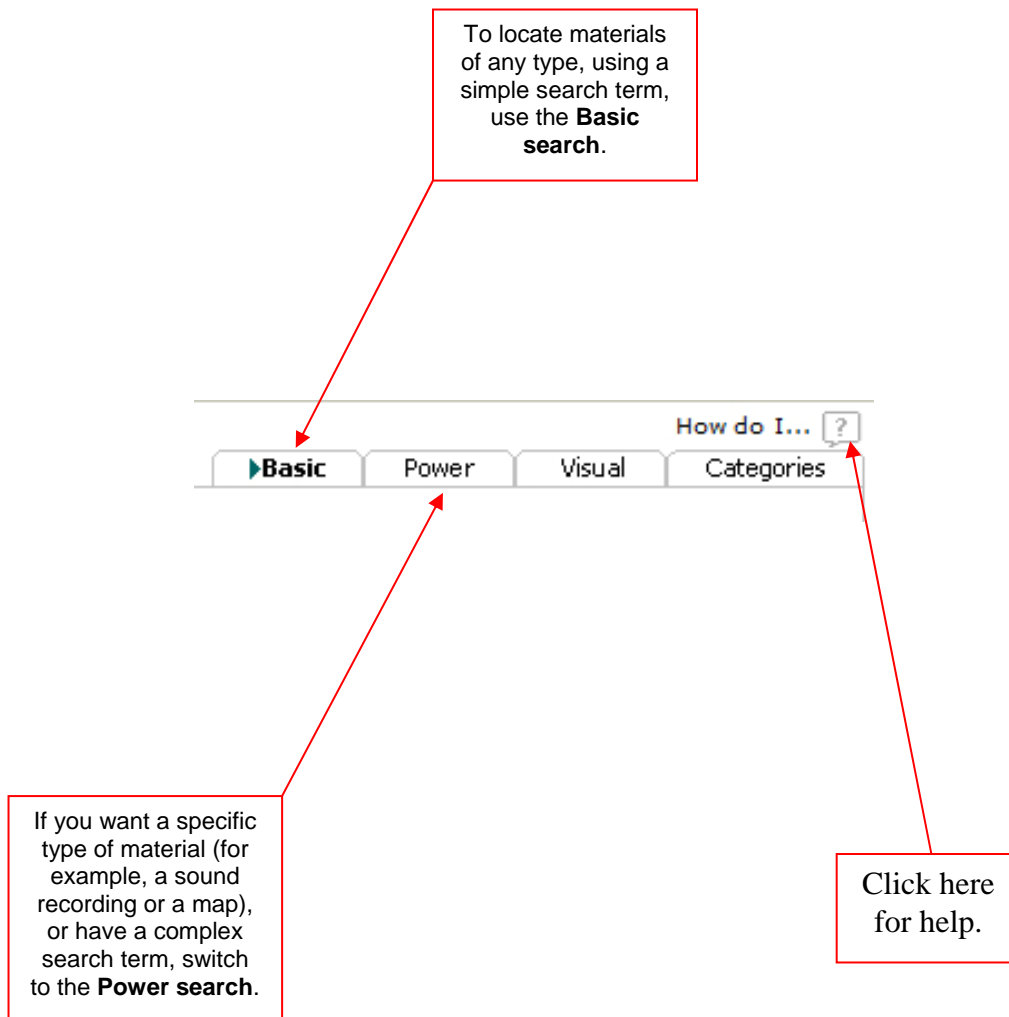 To locate materials
of any type, using a
simple search term,
use the Basic
search.
How do I... ?
Basic Power Visual Categories
If you want a specific
type of material (for
example, a sound
recording or a map),
or have a complex
search term, switch
to the Power search.
Click here
for help.